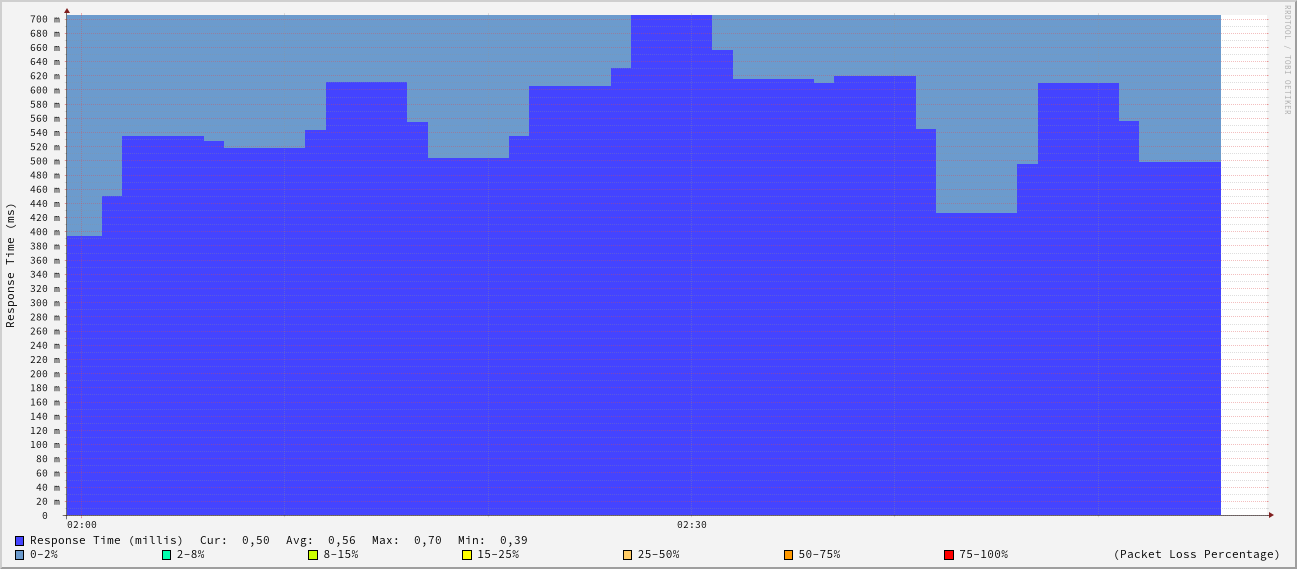 RRDTOOL / TOBI OETIKER
Response Time (ms)
700 m
680 m
660 m
640 m
620 m
600 m
580 m
560 m
540 m
520 m
500 m
480 m
460 m
440 m
420 m
400 m
380 m
360 m
340 m
320 m
300 m
280 m
260 m
240 m
220 m
200 m
180 m
160 m
140 m
120 m
100 m
80 m
60 m
40 m
20 m
0
02:00 02:30
Response Time (millis) Cur: 0,50 Avg: 0,56 Max: 0,70 Min: 0,39
0-2% 2-8% 8-15% 15-25% 25-50% 50-75% 75-100% (Packet Loss Percentage)